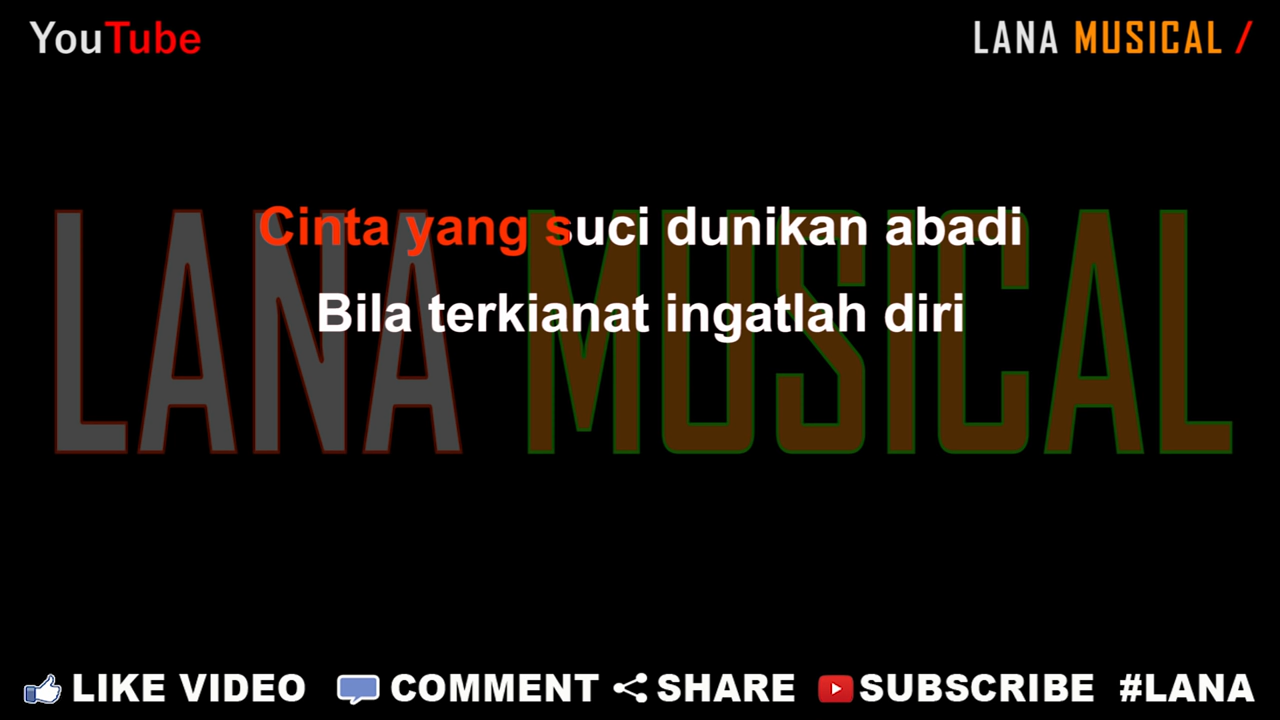 YouTube
LANA MUSICAL /
LANA MUSICAL
Cinta yang suci dunikan abadi
Bila terkianat ingatlah diri
LIKE VIDEO COMMENT SHARE SUBSCRIBE #LANA